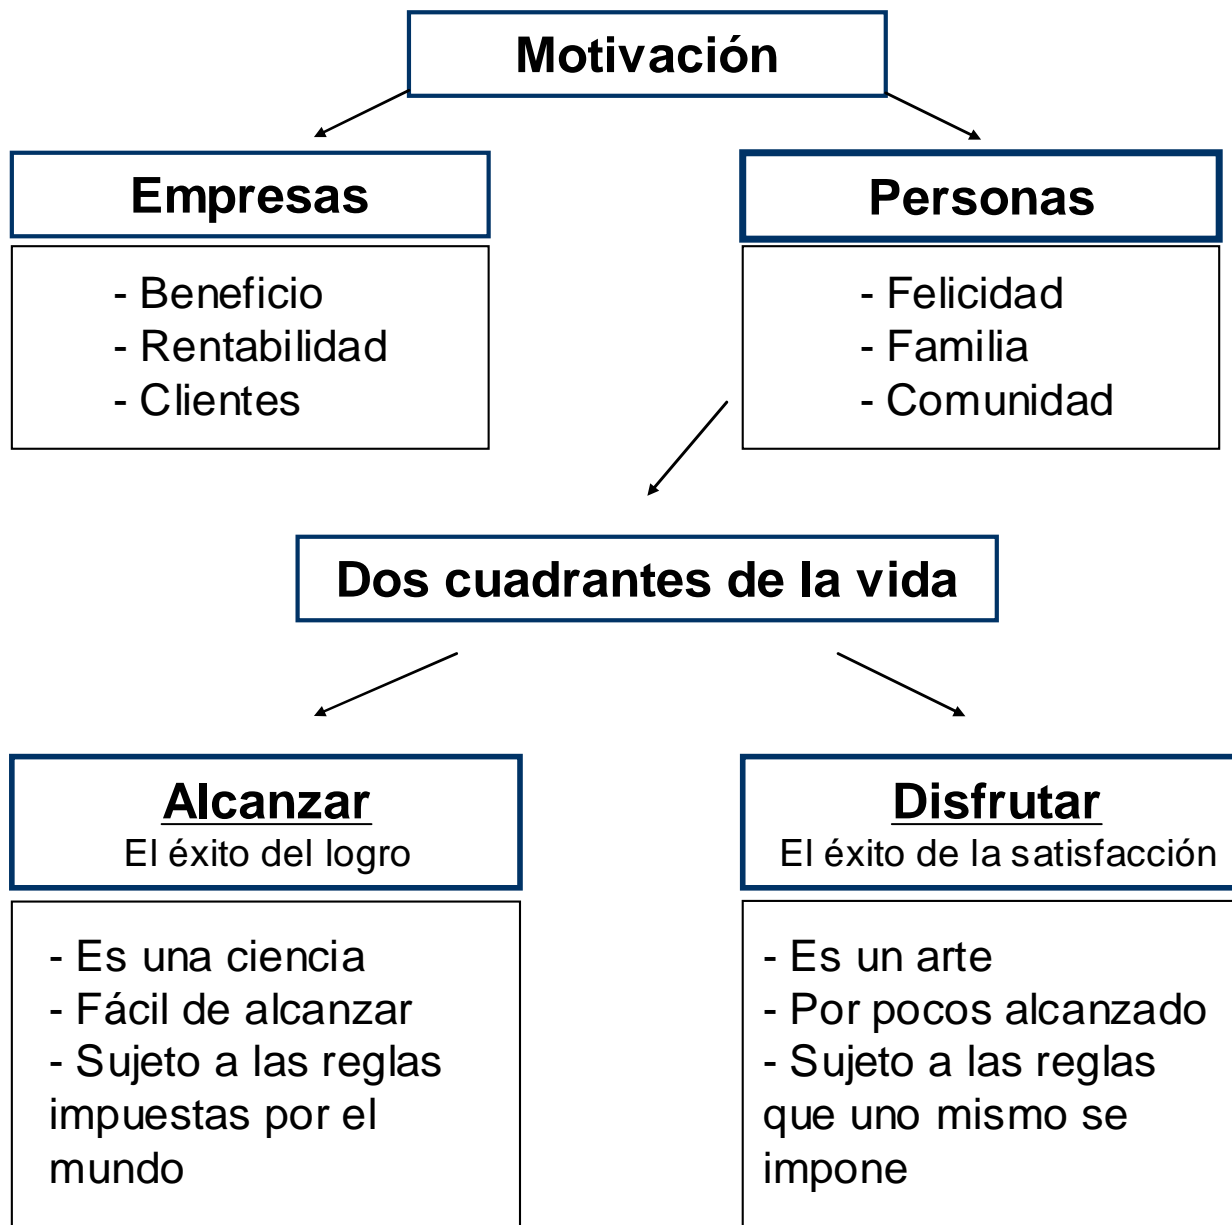 Motivación
Empresas
- Beneficio
- Rentabilidad
- Clientes
Personas
- Felicidad
- Familia
- Comunidad
Dos cuadrantes de la vida
Alcanzar
El éxito del logro
- Es una ciencia
- Fácil de alcanzar
- Sujeto a las reglas
impuestas por el
mundo
Disfrutar
El éxito de la satisfacción
- Es un arte
- Por pocos alcanzado
- Sujeto a las reglas
que uno mismo se
impone